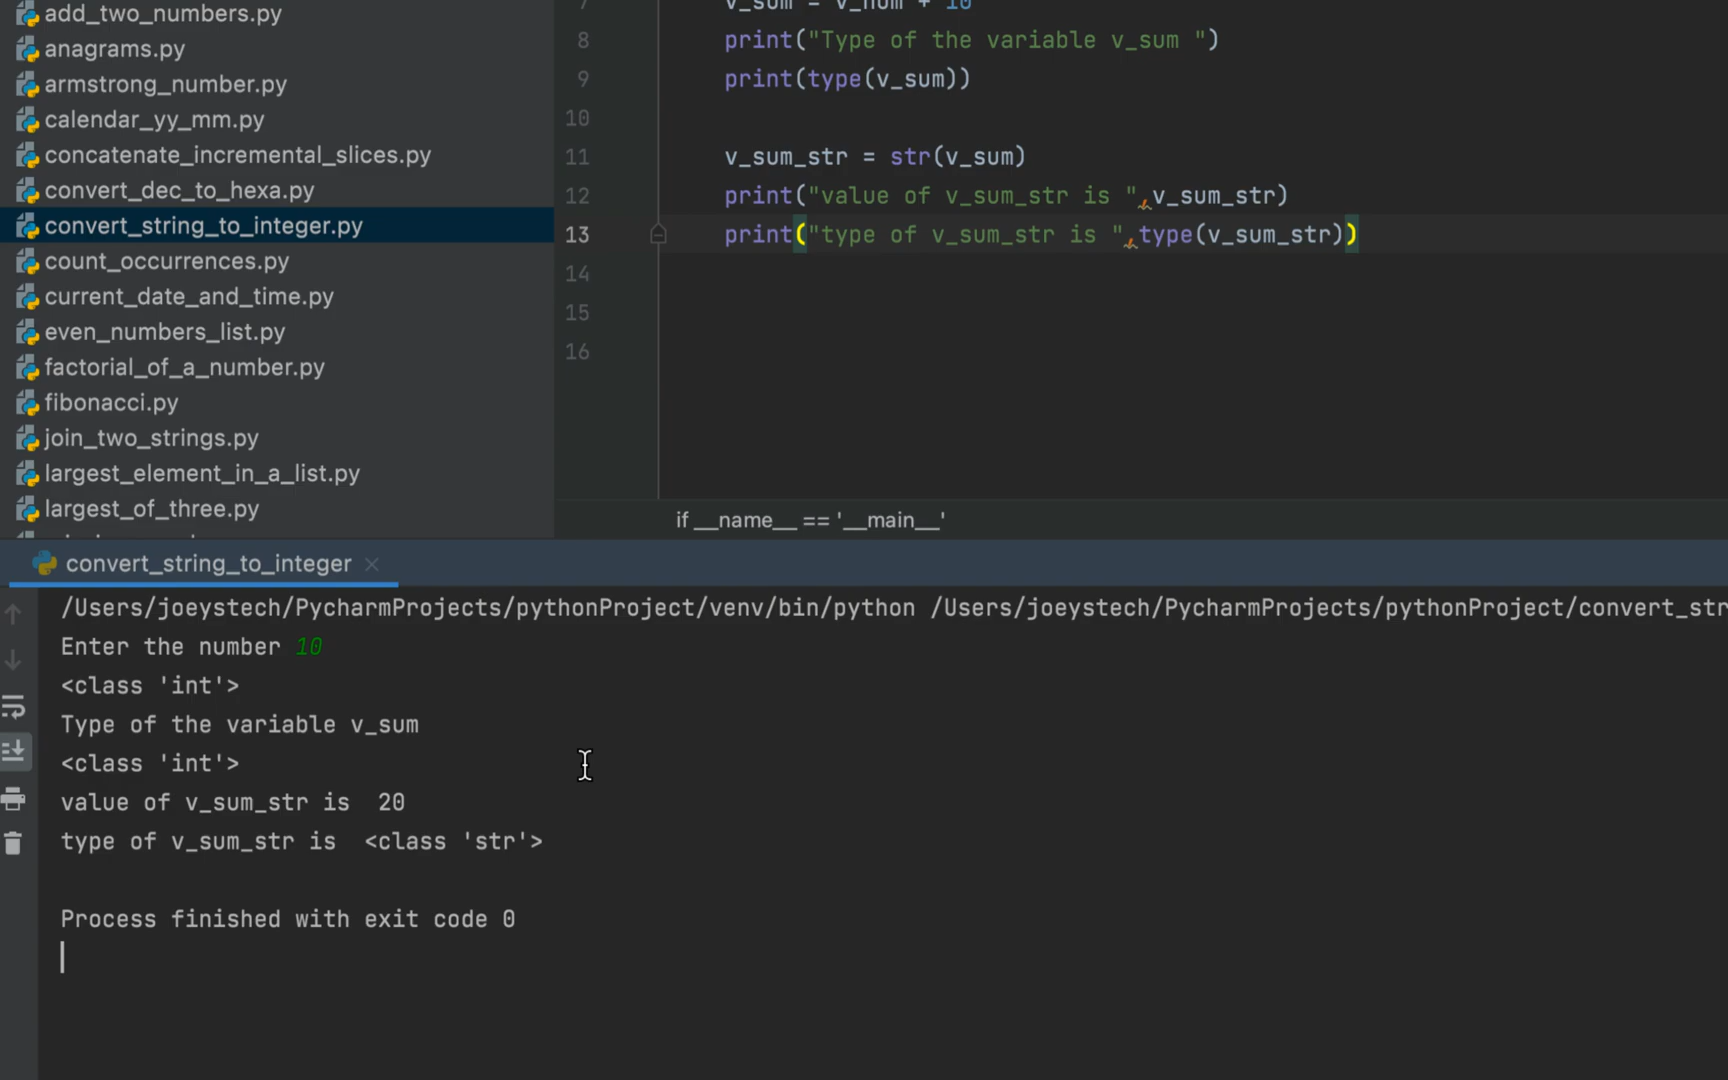 add_two_numbers.py
anagrams.py
armstrong_number.py
calendar_yy_mm.py
concatenate_incremental_slices.py
convert_dec_to_hexa.py
convert_string_to_integer.py
count_occurrences.py
current_date_and_time.py
even_numbers_list.py
factorial_of_a_number.py
fibonacci.py
join_two_strings.py
largest_element_in_a_list.py
largest_of_three.py
7 v_sum = v_num + 10
8 print("Type of the variable v_sum ")
9 print(type(v_sum))
10
11 v_sum_str = str(v_sum)
12 print("value of v_sum_str is ",v_sum_str)
13 print("type of v_sum_str is ",type(v_sum_str))
14
15
16
if __name__ == '__main__'
convert_string_to_integer
/Users/joeystech/PycharmProjects/pythonProject/venv/bin/python /Users/joeystech/PycharmProjects/pythonProject/convert_str
Enter the number 10
<class 'int'>
Type of the variable v_sum
<class 'int'>
value of v_sum_str is  20
type of v_sum_str is  <class 'str'>
Process finished with exit code 0